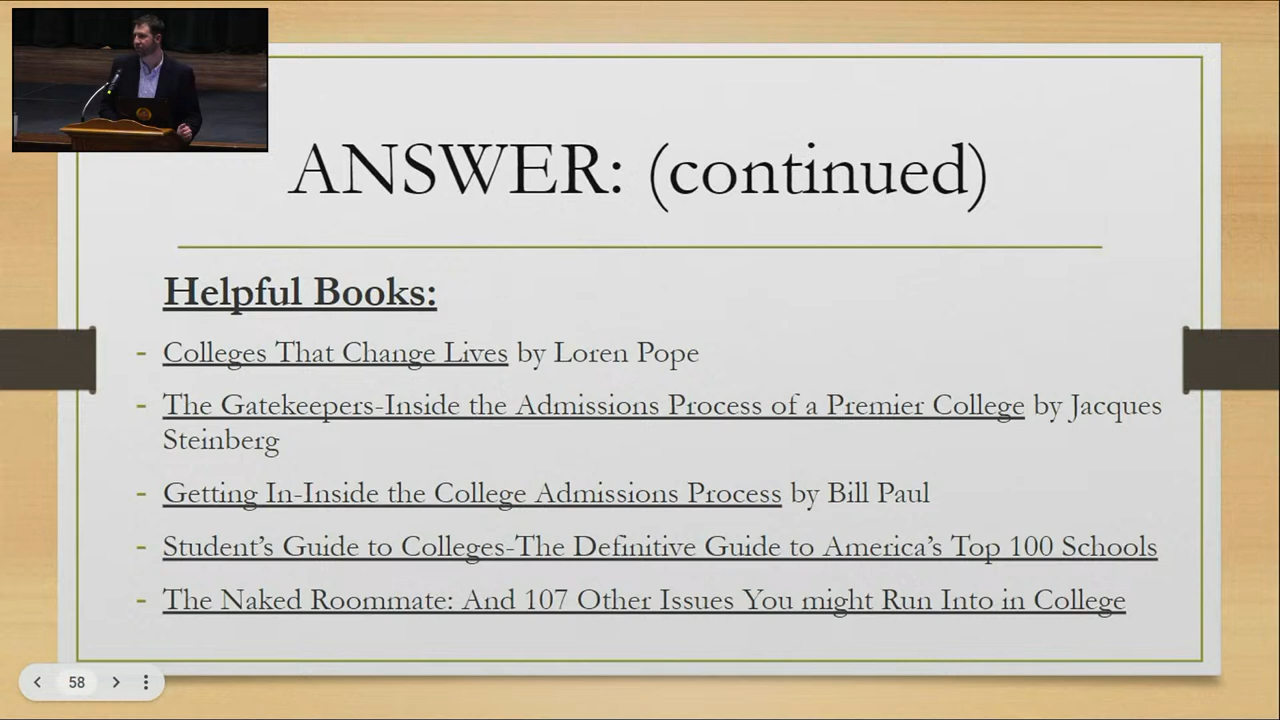 ANSWER: (continued)
Helpful Books:
- Colleges That Change Lives by Loren Pope
- The Gatekeepers-Inside the Admissions Process of a Premier College by Jacques
Steinberg
- Getting In-Inside the College Admissions Process by Bill Paul
- Student's Guide to Colleges-The Definitive Guide to America's Top 100 Schools
- The Naked Roommate: And 107 Other Issues You might Run Into in College
58